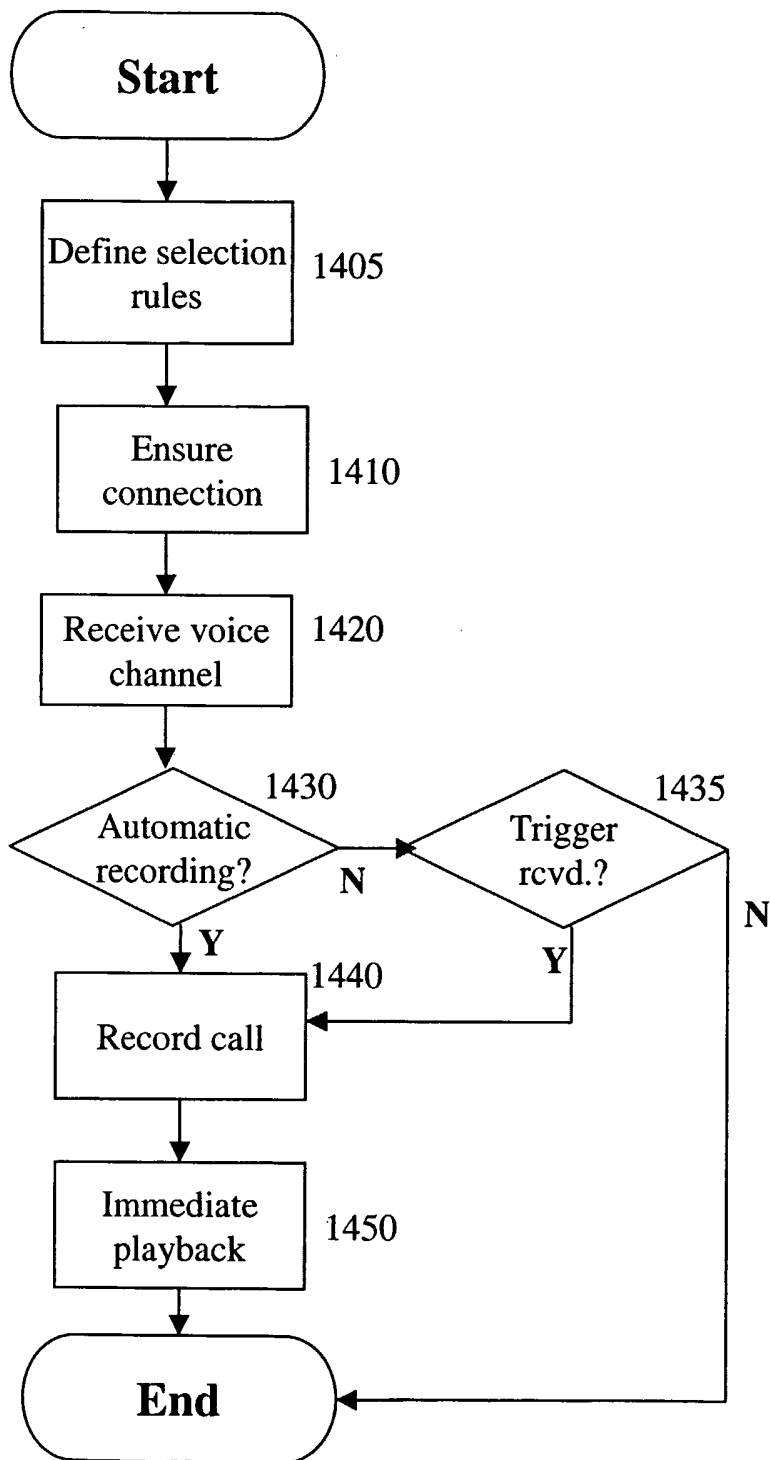 Start
Define selection
rules
1405
Ensure
connection
1410
Receive voice
channel
1420
Automatic
recording?
1430
N
Trigger
rcvd.?
1435
N
Y
Y
1440
Record call
Immediate
playback
1450
End